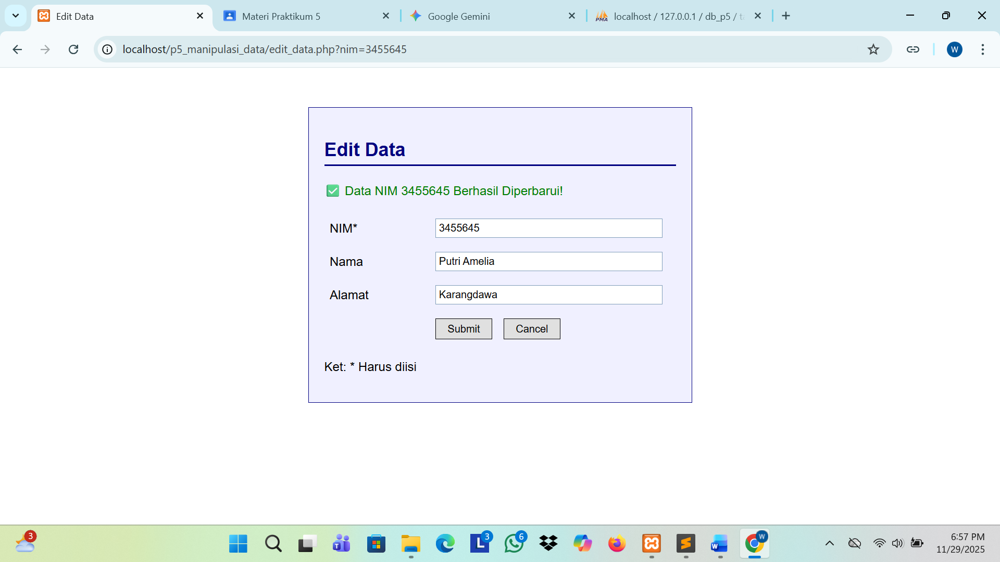 Edit Data
Materi Praktikum 5
Google Gemini
localhost / 127.0.0.1 / db_p5 / ta
localhost/p5_manipulasi_data/edit_data.php?nim=3455645
W
Edit Data
Data NIM 3455645 Berhasil Diperbarui!
NIM* 3455645
Nama Putri Amelia
Alamat Karangdawa
Submit Cancel
Ket: * Harus diisi
3
3
6
W
6:57 PM
11/29/2025